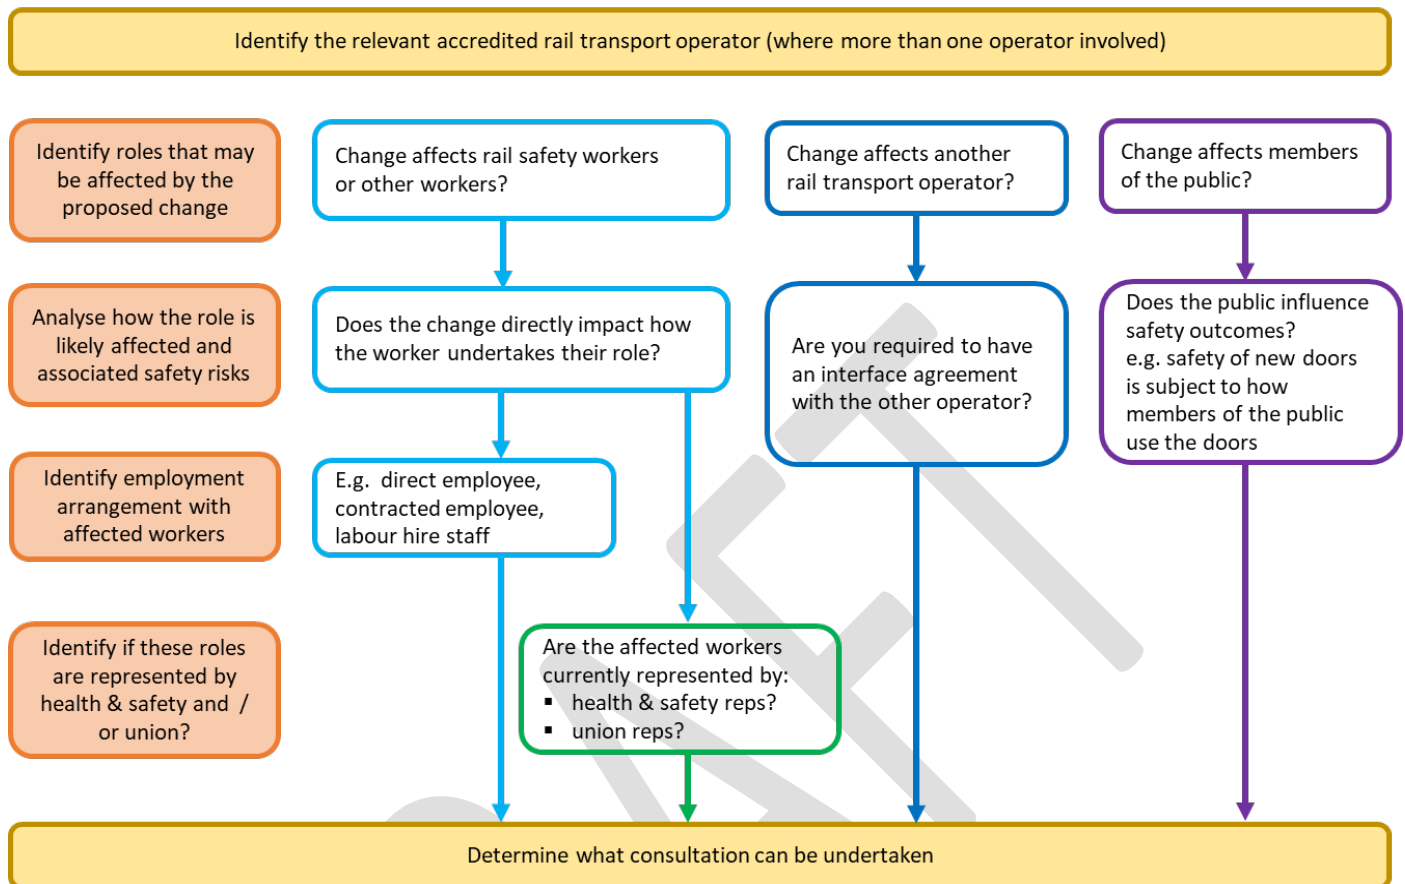 Identify the relevant accredited rail transport operator (where more than one operator involved)
Identify roles that may
be affected by the
proposed change
Change affects rail safety workers
or other workers?
Change affects another
rail transport operator?
Change affects members
of the public?
Analyse how the role is
likely affected and
associated safety risks
Does the change directly impact how
the worker undertakes their role?
Are you required to have
an interface agreement
with the other operator?
Does the public influence
safety outcomes?
e.g. safety of new doors
is subject to how
members of the public
use the doors
Identify employment
arrangement with
affected workers
E.g. direct employee,
contracted employee,
labour hire staff
Identify if these roles
are represented by
health & safety and /
or union?
Are the affected workers
currently represented by:
▪ health & safety reps?
▪ union reps?
Determine what consultation can be undertaken